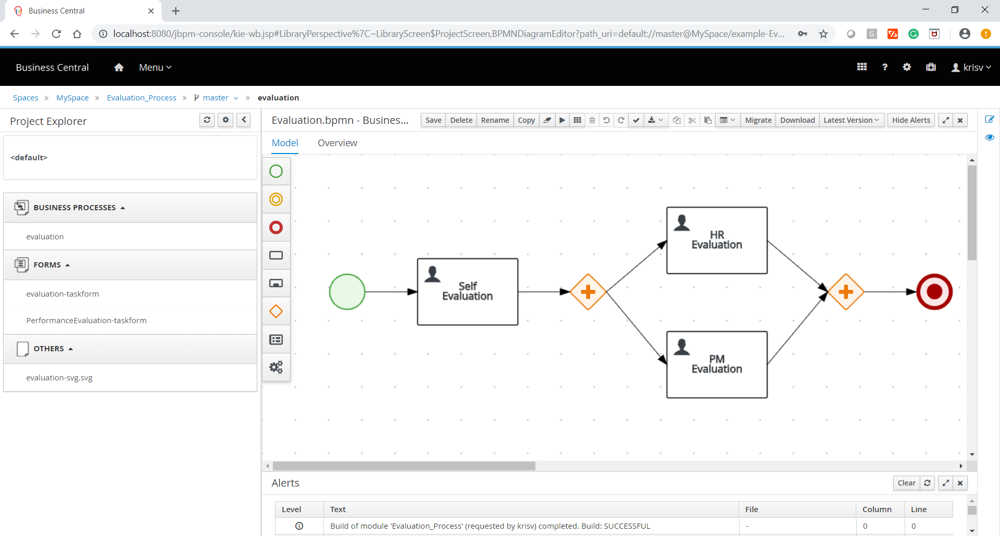 Business Central
localhost:8080/jbpm-console/kie-wb.jsp#LibraryPerspective%7C~LibraryScreen$ProjectScreen,BPMNDiagramEditor?path_uri=default://master@MySpace/example-Ev...
G
Business Central
Menu
?
krisv
Spaces » MySpace » Evaluation_Process » master » evaluation
Project Explorer
<default>
BUSINESS PROCESSES
evaluation
FORMS
evaluation-taskform
PerformanceEvaluation-taskform
OTHERS
evaluation-svg.svg
Evaluation.bpmn - Busines...
Save
Delete
Rename
Copy
Migrate
Download
Latest Version
Hide Alerts
Model
Overview
Self
Evaluation
HR
Evaluation
PM
Evaluation
Alerts
Clear
Level Text File Column Line
Build of module 'Evaluation_Process' (requested by krisv) completed. Build: SUCCESSFUL - 0 0